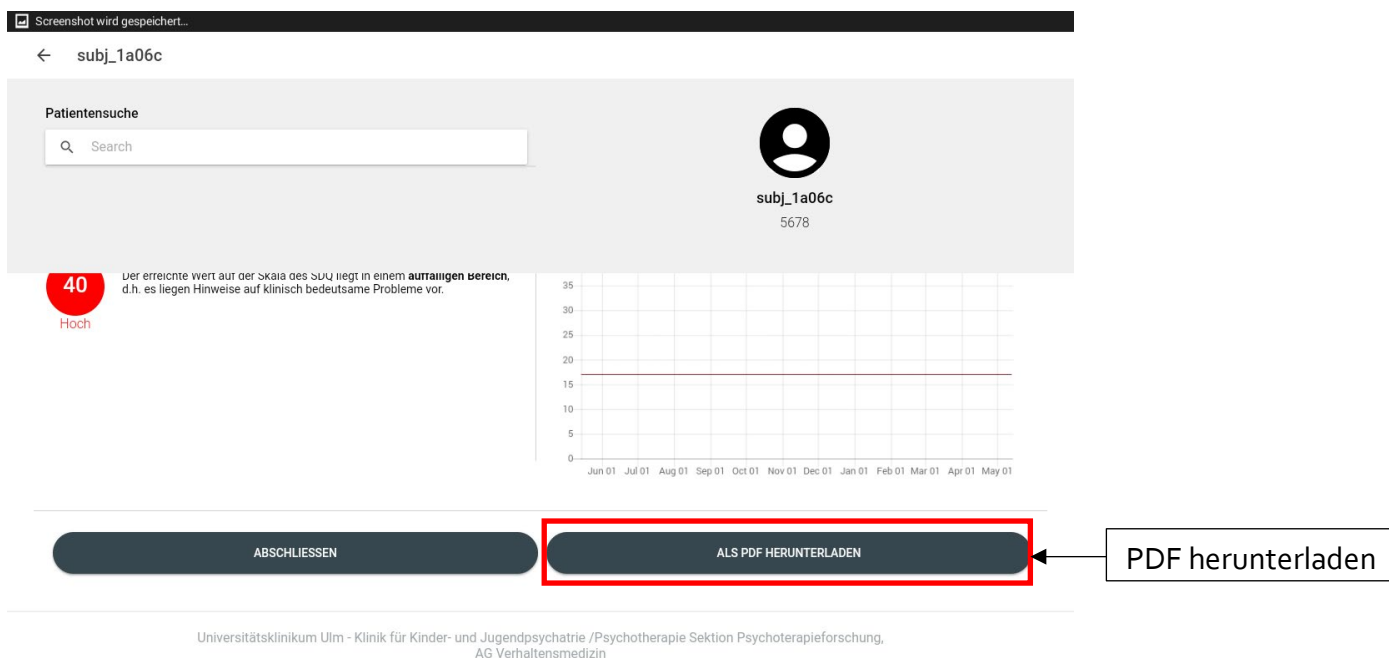 Screenshot wird gespeichert...
subj_1a06c
Patientensuche
Search
subj_1a06c
5678
40
Hoch
Der erreichte Wert auf der Skala des SDQ liegt in einem auffälligen Bereich,
d.h. es liegen Hinweise auf klinisch bedeutsame Probleme vor.
35
30
25
20
15
10
5
0
Jun 01 Jul 01 Aug 01 Sep 01 Oct 01 Nov 01 Dec 01 Jan 01 Feb 01 Mar 01 Apr 01 May 01
ABSCHLIESSEN
ALS PDF HERUNTERLADEN
PDF herunterladen
Universitätsklinikum Ulm - Klinik für Kinder- und Jugendpsychatrie /Psychotherapie Sektion Psychoterapieforschung,
AG Verhaltensmedizin